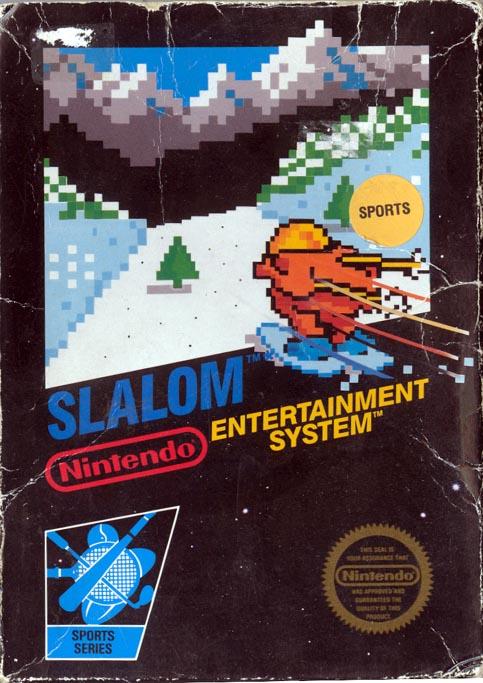 SPORTS
SLALOM™
Nintendo®
ENTERTAINMENT
SYSTEM™
SPORTS
SERIES
THIS SEAL IS
YOUR ASSURANCE THAT
Nintendo®
HAS APPROVED AND
GUARANTEED THE
QUALITY OF THIS
PRODUCT